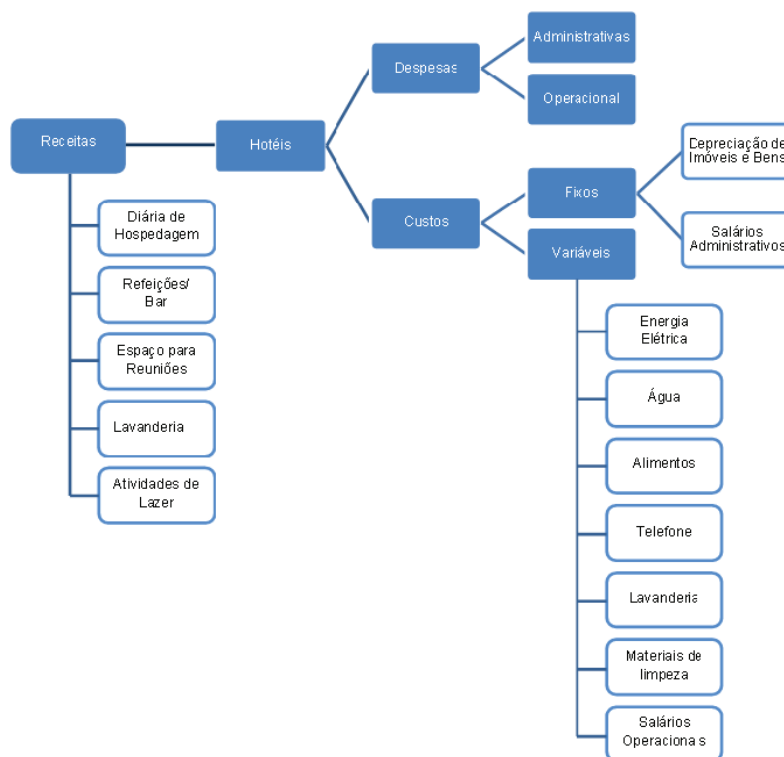 Receitas
Diária de
Hospedagem
Refeições/
Bar
Espaço para
Reuniões
Lavanderia
Atividades de
Lazer
Hotéis
Despesas
Administrativas
Operacional
Custos
Fixos
Depreciação de
Imóveis e Bens
Salários
Administrativos
Variáveis
Energia
Elétrica
Água
Alimentos
Telefone
Lavanderia
Materiais de
limpeza
Salários
Operacionais